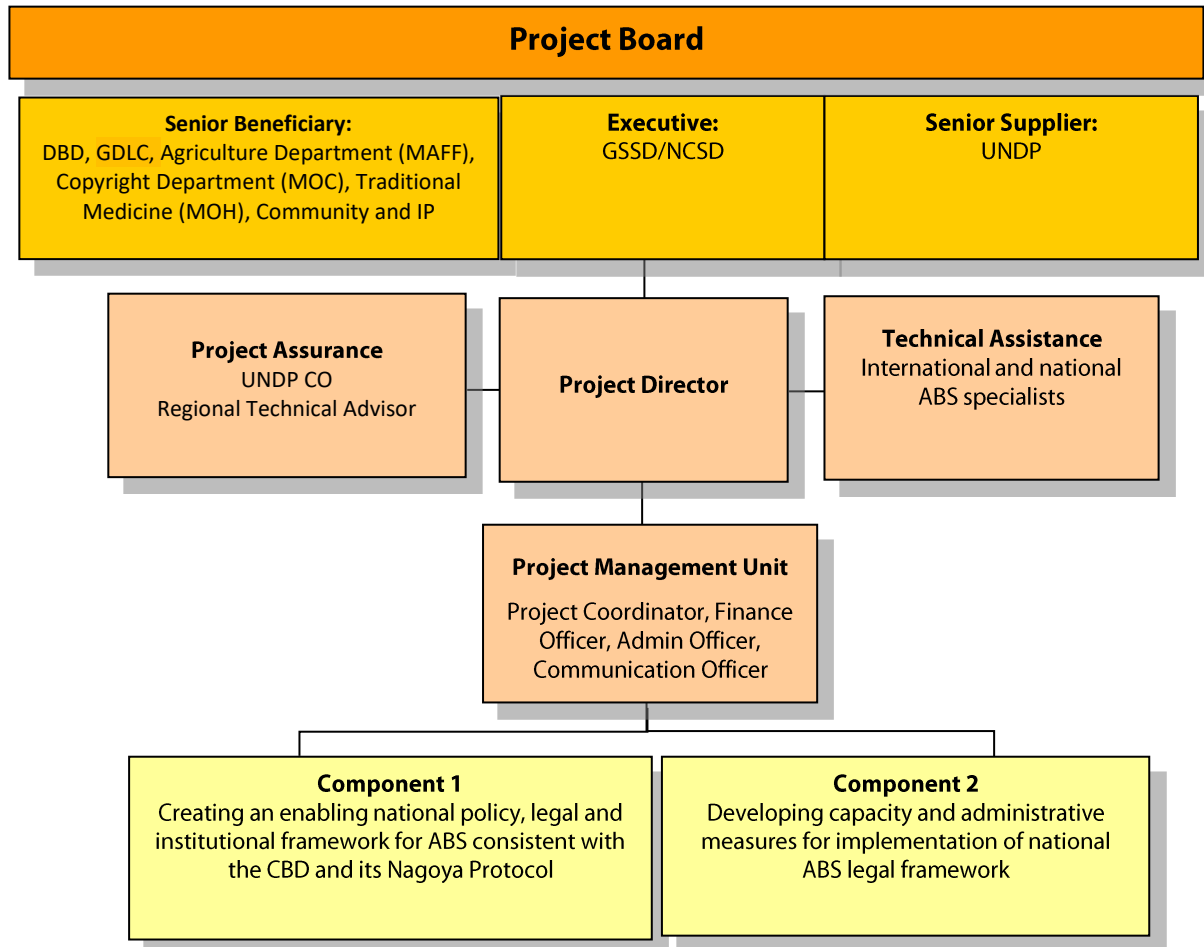 Project Board
Senior Beneficiary:
DBD, GDLC, Agriculture Department (MAFF),
Copyright Department (MOC), Traditional
Medicine (MOH), Community and IP
Executive:
GSSD/NCSD
Senior Supplier:
UNDP
Project Assurance
UNDP CO
Regional Technical Advisor
Project Director
Technical Assistance
International and national
ABS specialists
Project Management Unit
Project Coordinator, Finance
Officer, Admin Officer,
Communication Officer
Component 1
Creating an enabling national policy, legal and
institutional framework for ABS consistent with
the CBD and its Nagoya Protocol
Component 2
Developing capacity and administrative
measures for implementation of national
ABS legal framework